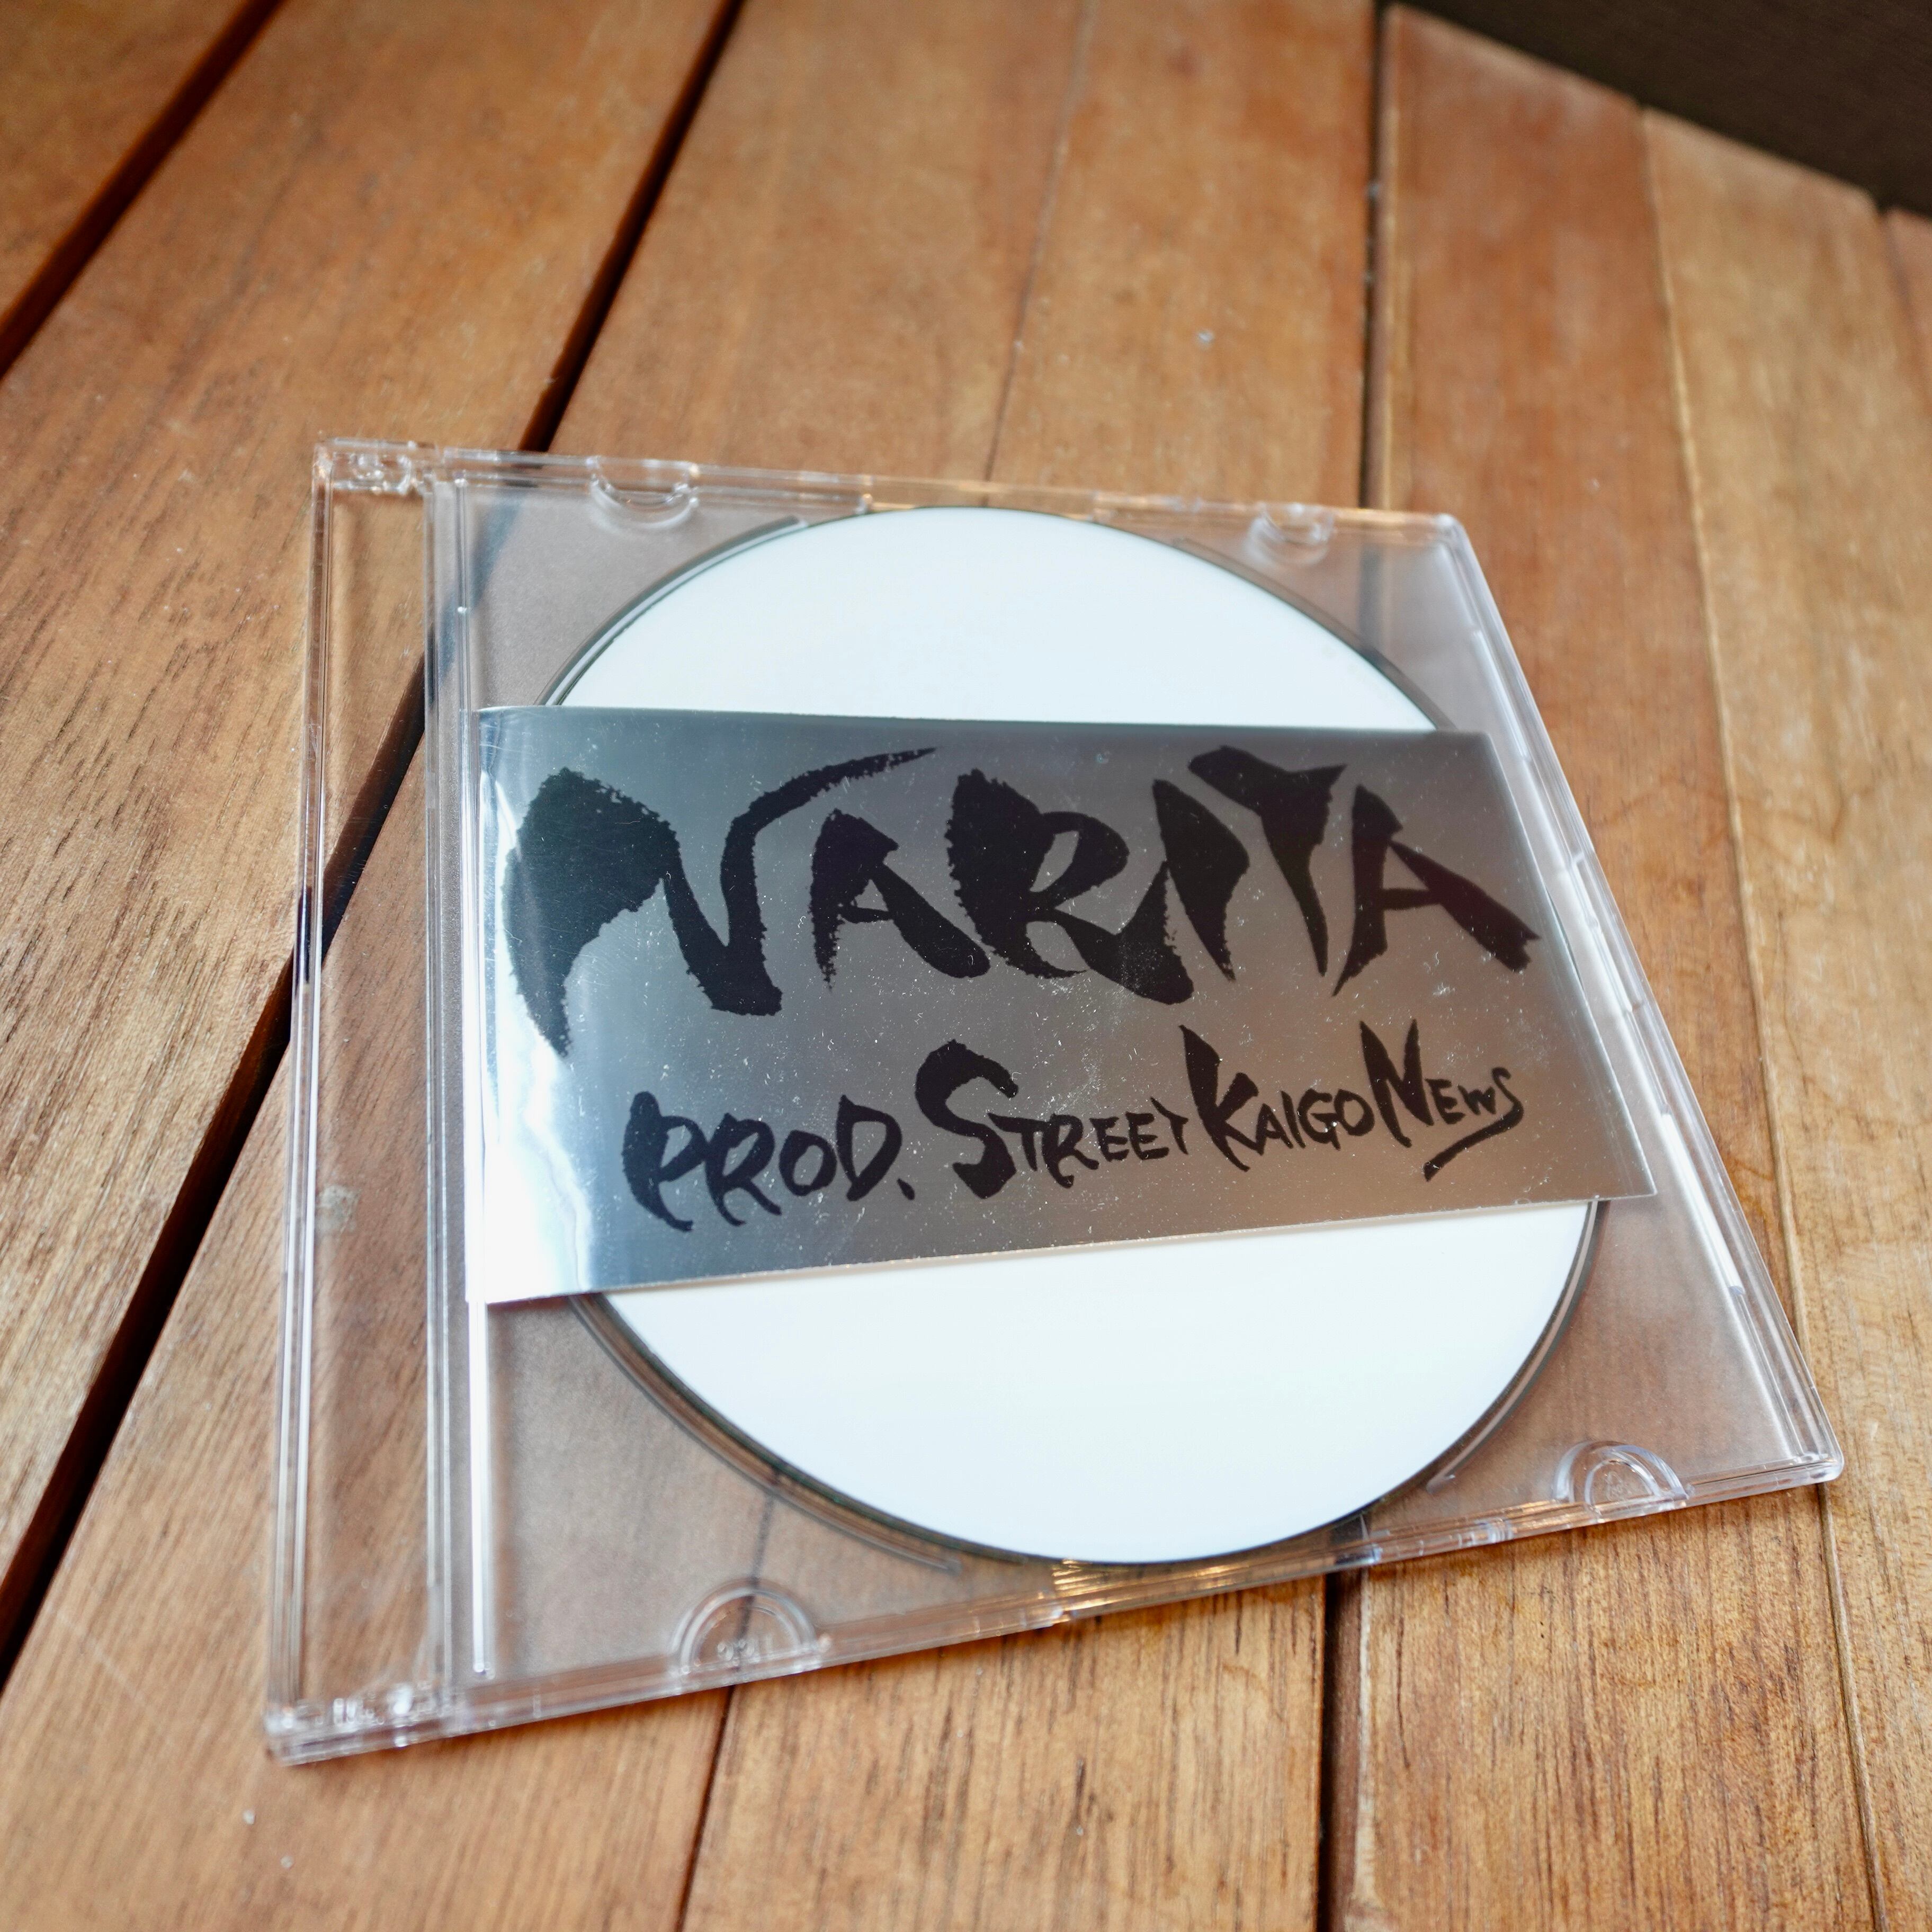 NARITA
PROD. STREET KAIGO NEWS